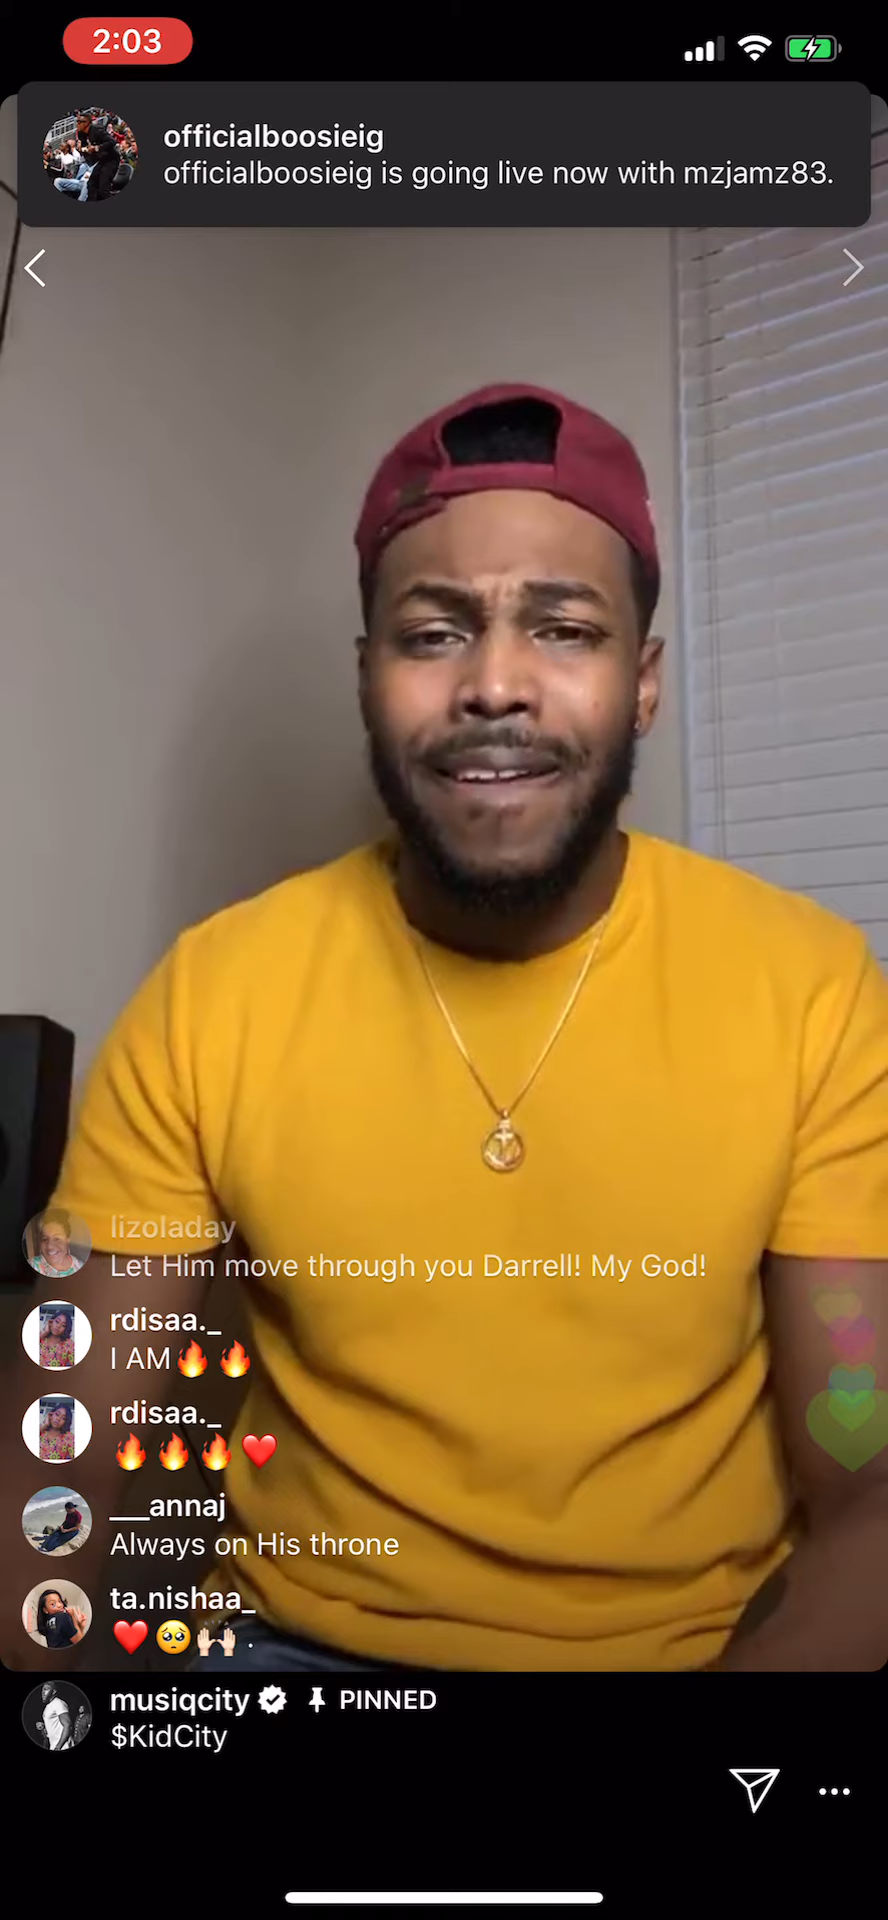 2:03
officialboosieig
officialboosieig is going live now with mzjamz83.
lizoladay
Let Him move through you Darrell! My God!
rdisaa._
I AM🔥🔥
rdisaa._
🔥🔥🔥❤️
___annaj
Always on His throne
ta.nishaa_
❤️🥺🙌🏻.
musiqcity PINNED
$KidCity